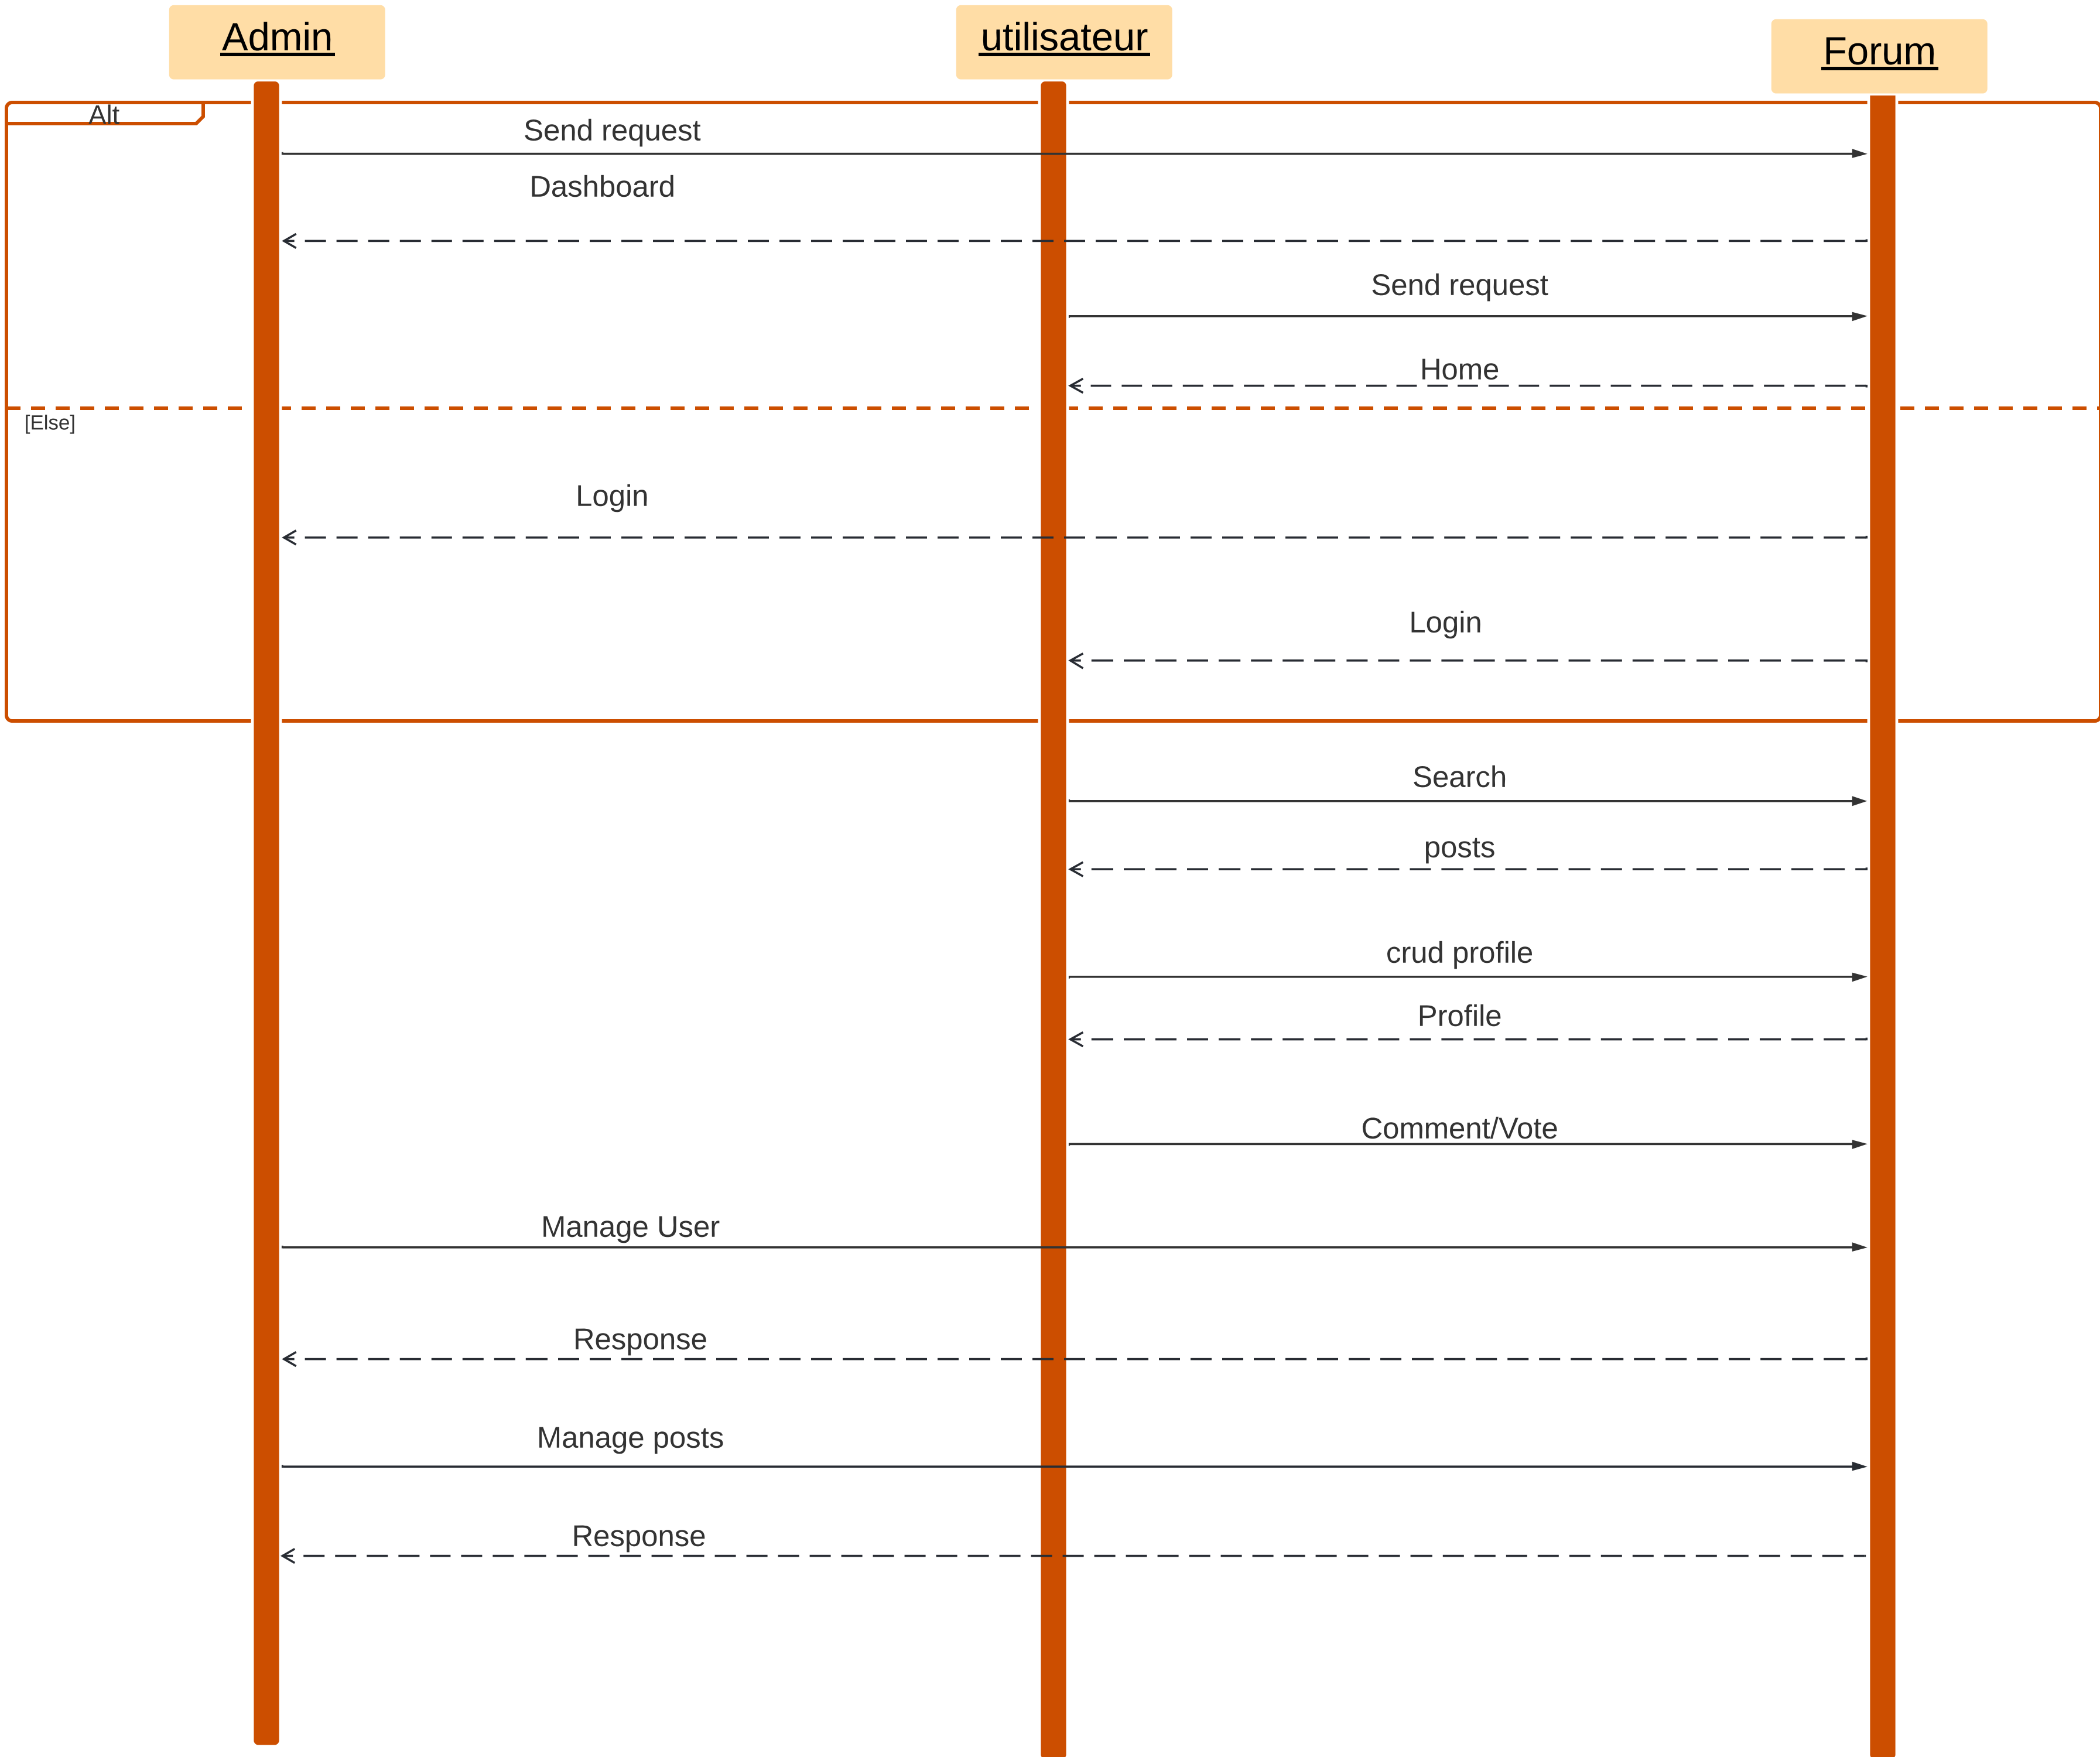 Admin
utilisateur
Forum
Alt
Send request
Dashboard
Send request
Home
[Else]
Login
Login
Search
posts
crud profile
Profile
Comment/Vote
Manage User
Response
Manage posts
Response